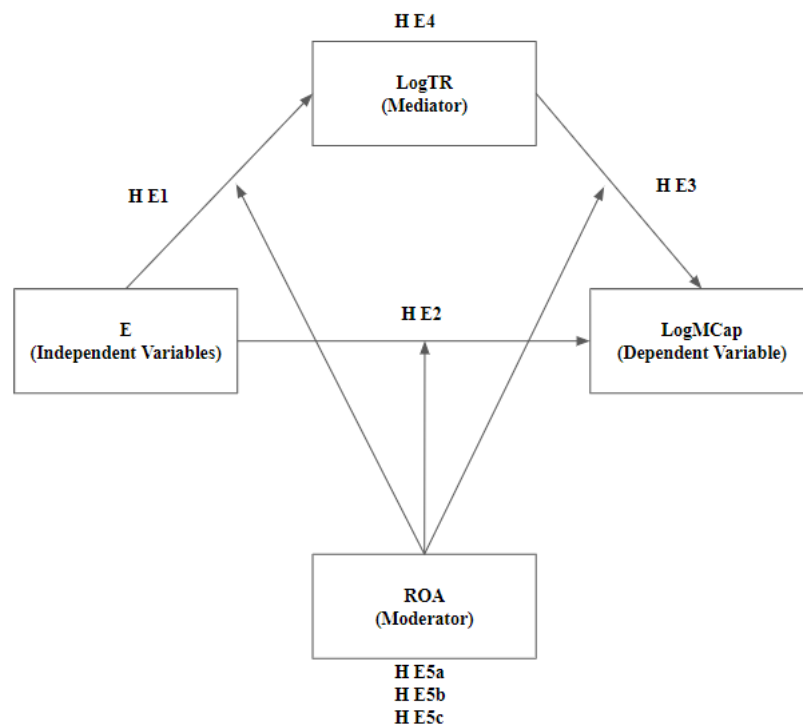 H E4
LogTR
(Mediator)
H E1
H E3
E
(Independent Variables)
H E2
LogMCap
(Dependent Variable)
ROA
(Moderator)
H E5a
H E5b
H E5c